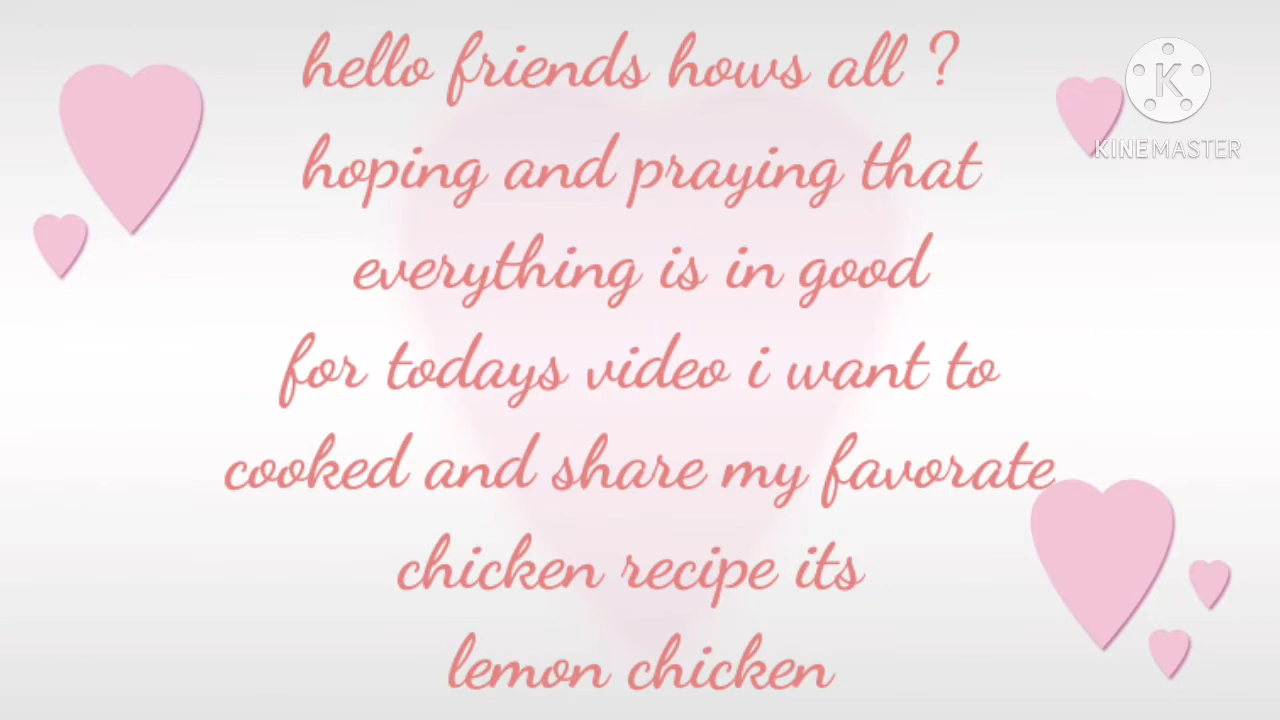 hello friends hows all ?
K
KINEMASTER
hoping and praying that
everything is in good
for todays video i want to
cooked and share my favorate
chicken recipe its
lemon chicken